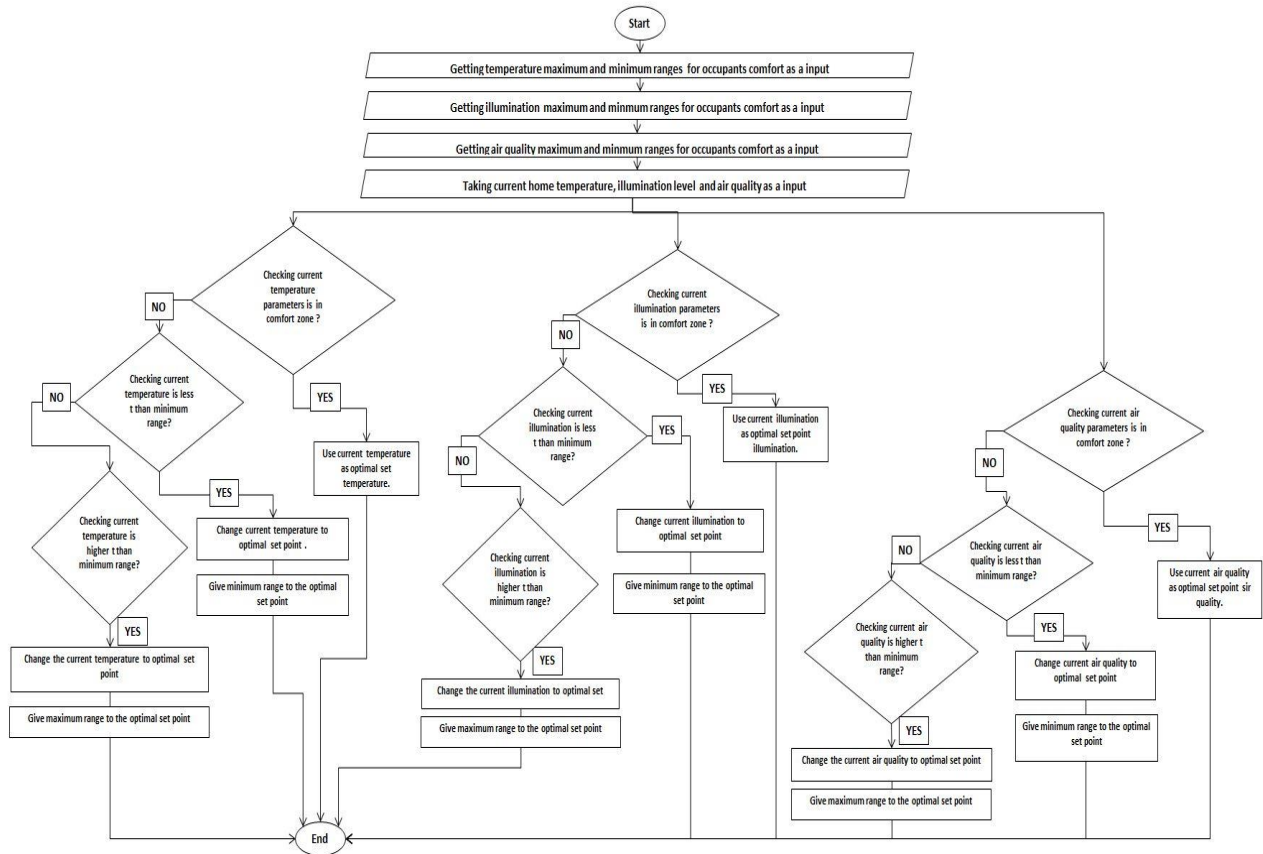 Start
Getting temperature maximum and minimum ranges for occupants comfort as a input
Getting illumination maximum and minmum ranges for occupants comfort as a input
Getting air quality maximum and minmum ranges for occupants comfort as a input
Taking current home temperature, illumination level and air quality as a input
Checking current
temperature
parameters is in
comfort zone ?
NO
YES
Checking current
temperature is less
t than minimum
range?
NO
YES
Use current temperature
as optimal set
temperature.
Checking current
temperature is
higher t than
minimum range?
YES
Change current temperature to
optimal set point .
Give minimum range to the optimal
set point
Change the current temperature to optimal set
point
Give maximum range to the optimal set point
Checking current
illumination parameters
is in comfort zone ?
NO
YES
Checking current
illumination is less
t than minimum
range?
NO
YES
Use current illumination
as optimal set point
illumination.
Checking current
illumination is
higher t than
minimum range?
YES
Change current illumination to
optimal set point
Give minimum range to the optimal
set point
Change the current illumination to optimal set
Give maximum range to the optimal set point
Checking current air
quality parameters is in
comfort zone ?
NO
YES
Checking current air
quality is less t than
minimum range?
NO
YES
Use current air quality
as optimal set point sir
quality.
Checking current air
quality is higher t
than minimum
range?
YES
Change current air quality to
optimal set point
Give minimum range to the optimal
set point
Change the current air quality to optimal set point
Give maximum range to the optimal set point
End